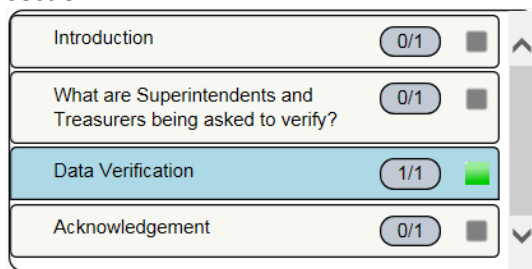 Introduction 0/1
What are Superintendents and 0/1
Treasurers being asked to verify?
Data Verification 1/1
Acknowledgement 0/1